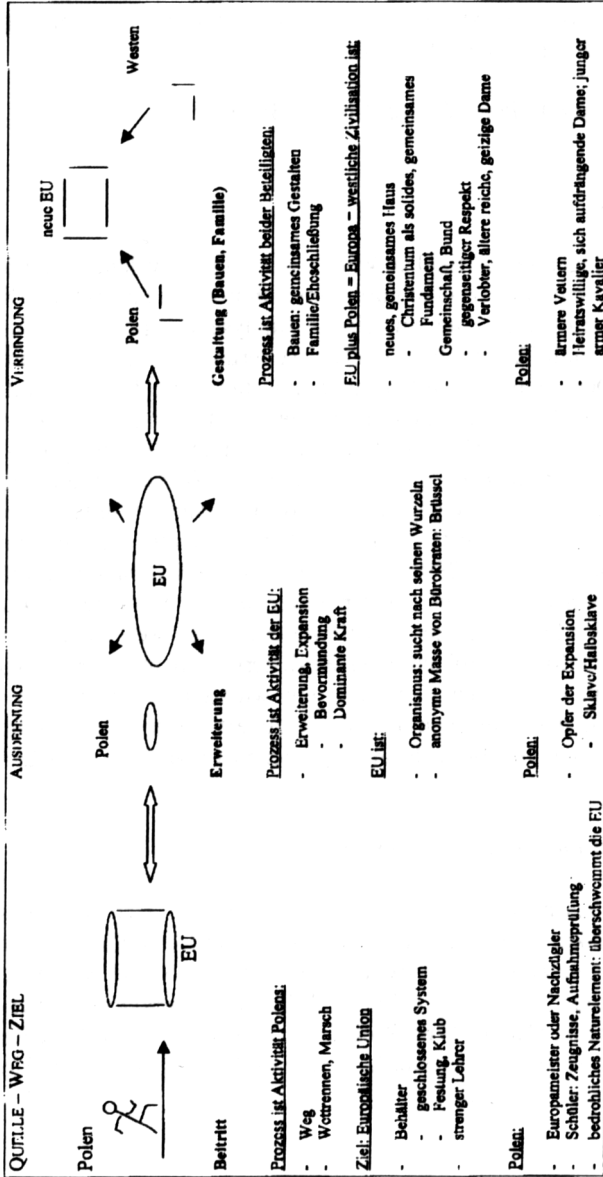 QUELLE – WEG – ZIEL
Polen
EU
Beitritt
Prozess ist Aktivität Polens:
- Weg
- Wettrennen, Marsch
Ziel: Europäische Union
- Behälter
- geschlossenes System
- Festung, Klub
- strenger Lehrer
Polen:
- Europameister oder Nachzügler
- Schüler: Zeugnisse, Aufnahmeprüfung
- bedrohliches Naturelement: überschwemmt die EU
AUSDEHNUNG
Polen
EU
Erweiterung
Prozess ist Aktivität der EU:
- Erweiterung, Expansion
- Bevormundung
- Dominante Kraft
EU ist:
- Organismus: sucht nach seinen Wurzeln
- anonyme Masse von Bürokraten: Brüssel
Polen:
- Opfer der Expansion
- Sklave/Halbsklave
VERBINDUNG
neue EU
Polen
Westen
Gestaltung (Bauen, Familie)
Prozess ist Aktivität beider Beteiligten:
- Bauen: gemeinsames Gestalten
- Familie/Eheschließung
EU plus Polen = Europa = westliche Zivilisation ist:
- neues, gemeinsames Haus
- Christentum als solides, gemeinsames
Fundament
- Gemeinschaft, Bund
- gegenseitiger Respekt
- Verlobter, ältere reiche, geizige Dame
Polen:
- ärmere Vettern
- Heiratswillige, sich aufdrängende Dame; junger
armer Kavalier